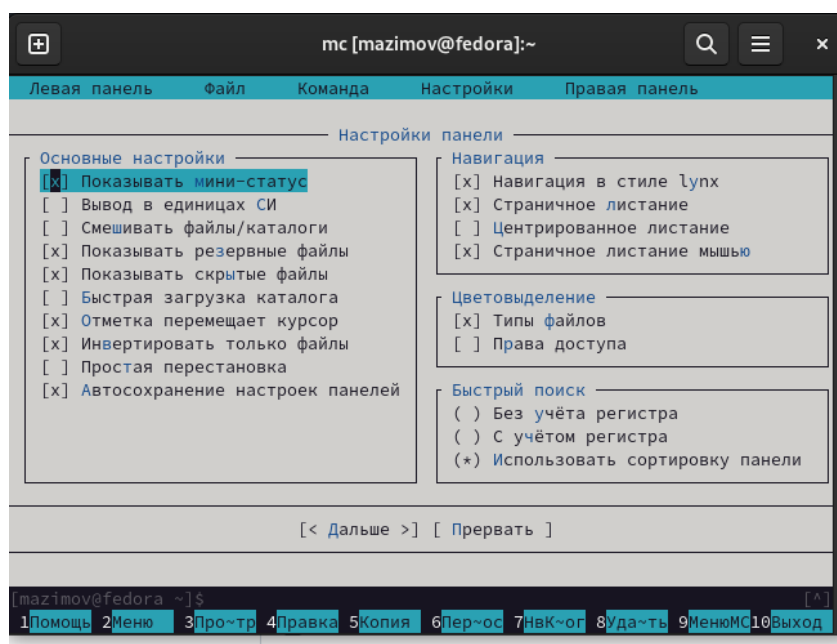 mc [mazimov@fedora]:~
Левая панель Файл Команда Настройки Правая панель
Настройки панели
Основные настройки
[x] Показывать мини-статус
[ ] Вывод в единицах СИ
[ ] Смешивать файлы/каталоги
[x] Показывать резервные файлы
[x] Показывать скрытые файлы
[ ] Быстрая загрузка каталога
[x] Отметка перемещает курсор
[x] Инвертировать только файлы
[ ] Простая перестановка
[x] Автосохранение настроек панелей
Навигация
[x] Навигация в стиле lynx
[x] Страничное листание
[ ] Центрированное листание
[x] Страничное листание мышью
Цветовыделение
[x] Типы файлов
[ ] Права доступа
Быстрый поиск
( ) Без учёта регистра
( ) С учётом регистра
(*) Использовать сортировку панели
[< Дальше >] [ Прервать ]
[mazimov@fedora ~]$ [^]
1Помощь 2Меню 3Про~тр 4Правка 5Копия 6Пер~ос 7НвК~ог 8Уда~ть 9МенюМС 10Выход